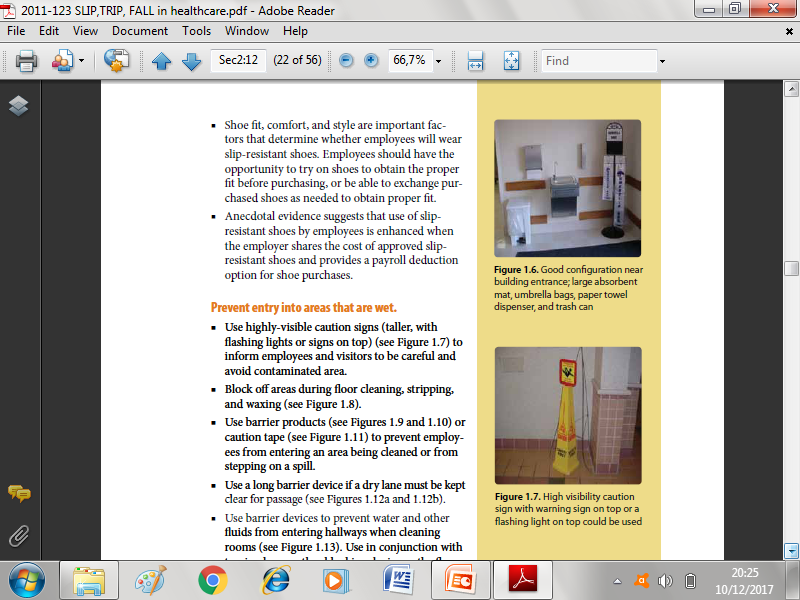 2011-123 SLIP,TRIP, FALL in healthcare.pdf - Adobe Reader
File Edit View Document Tools Window Help
Sec2:12 (22 of 56) 66,7% Find
▪ Shoe fit, comfort, and style are important fac-
tors that determine whether employees will wear
slip-resistant shoes. Employees should have the
opportunity to try on shoes to obtain the proper
fit before purchasing, or be able to exchange pur-
chased shoes as needed to obtain proper fit.
▪ Anecdotal evidence suggests that use of slip-
resistant shoes by employees is enhanced when
the employer shares the cost of approved slip-
resistant shoes and provides a payroll deduction
option for shoe purchases.
Prevent entry into areas that are wet.
▪ Use highly-visible caution signs (taller, with
flashing lights or signs on top) (see Figure 1.7) to
inform employees and visitors to be careful and
avoid contaminated area.
▪ Block off areas during floor cleaning, stripping,
and waxing (see Figure 1.8).
▪ Use barrier products (see Figures 1.9 and 1.10) or
caution tape (see Figure 1.11) to prevent employ-
ees from entering an area being cleaned or from
stepping on a spill.
▪ Use a long barrier device if a dry lane must be kept
clear for passage (see Figures 1.12a and 1.12b).
▪ Use barrier devices to prevent water and other
fluids from entering hallways when cleaning
rooms (see Figure 1.13). Use in conjunction with
Figure 1.6. Good configuration near
building entrance; large absorbent
mat, umbrella bags, paper towel
dispenser, and trash can
Figure 1.7. High visibility caution
sign with warning sign on top or a
flashing light on top could be used
20:25
10/12/2017